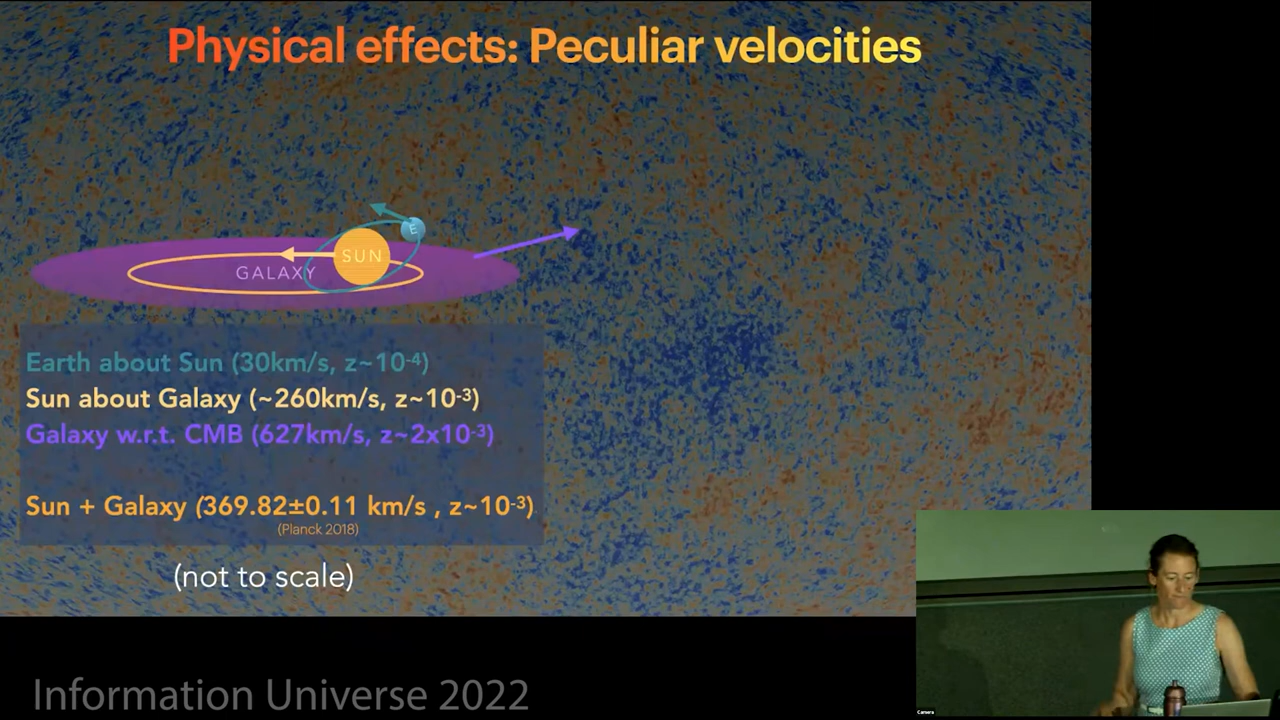 Physical effects: Peculiar velocities
E
SUN
GALAXY
Earth about Sun (30km/s, z~10⁻⁴)
Sun about Galaxy (~260km/s, z~10⁻³)
Galaxy w.r.t. CMB (627km/s, z~2x10⁻³)
Sun + Galaxy (369.82±0.11 km/s , z~10⁻³)
(Planck 2018)
(not to scale)
Camera
Information Universe 2022